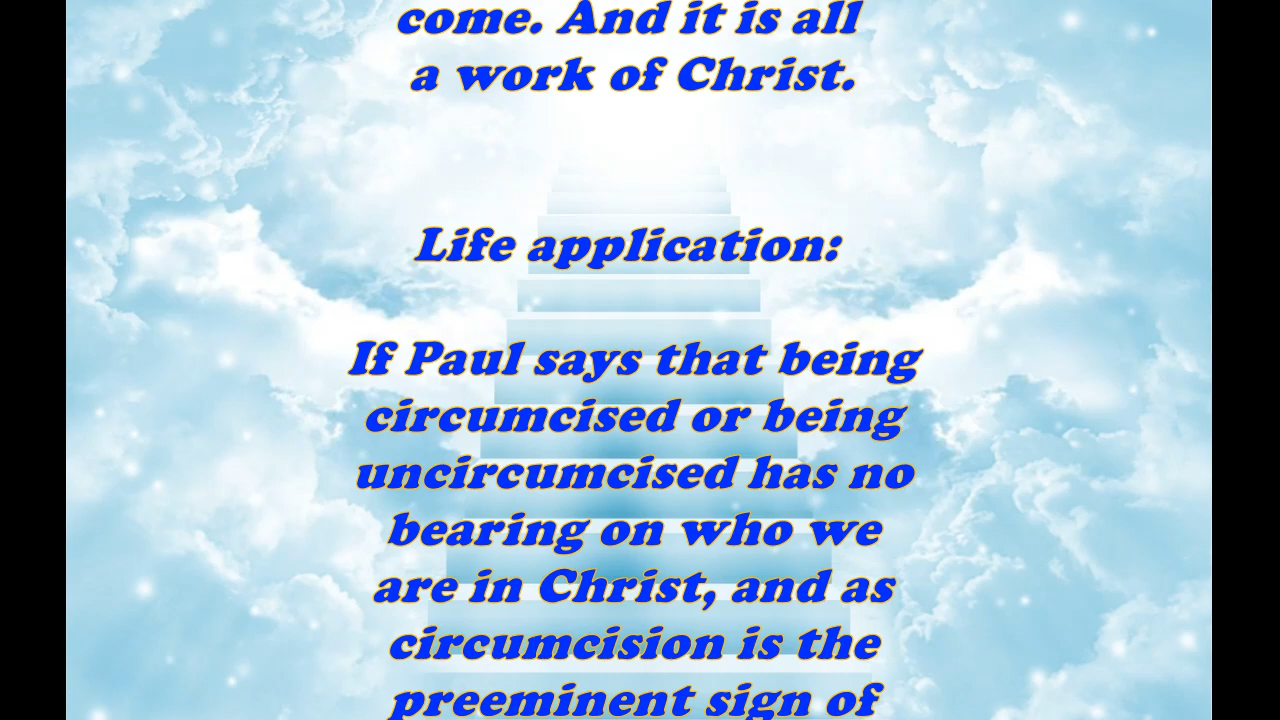 come. And it is all
a work of Christ.
Life application:
If Paul says that being
circumcised or being
uncircumcised has no
bearing on who we
are in Christ, and as
circumcision is the
preeminent sign of